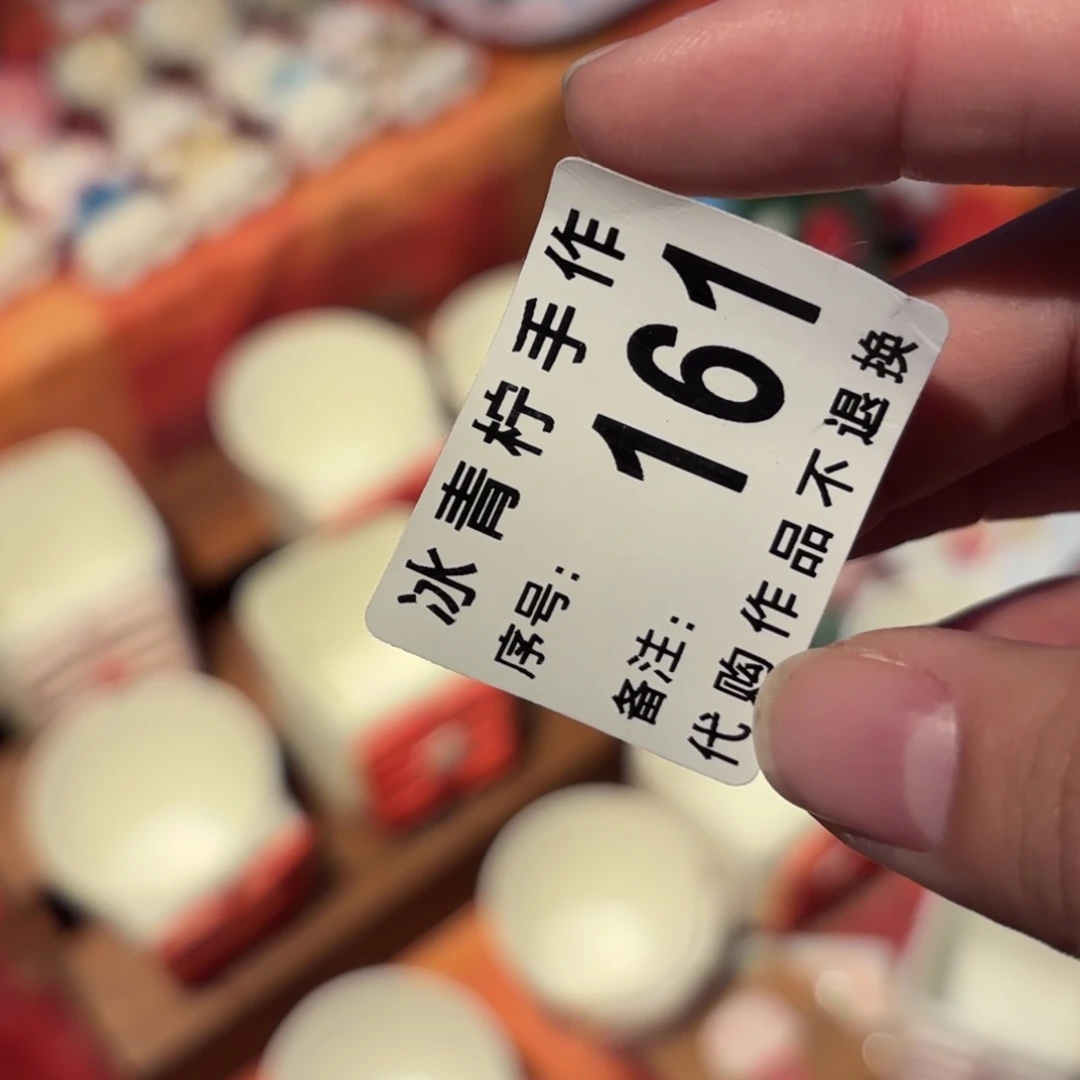 冰青柠手作
序号: 161
备注:
代购作品不退换